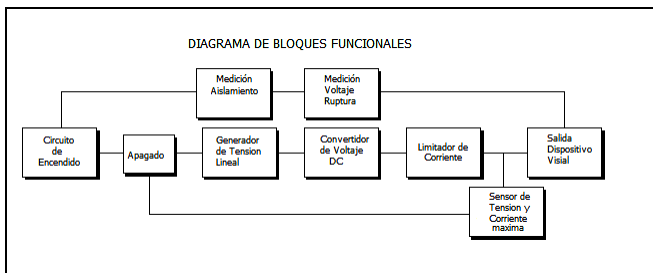 DIAGRAMA DE BLOQUES FUNCIONALES
Medición
Aislamiento
Medición
Voltaje
Ruptura
Circuito
de
Encendido
Apagado
Generador
de Tension
Lineal
Convertidor
de Voltaje
DC
Limitador de
Corriente
Salida
Dispositivo
Visial
Sensor de
Tension y
Corriente
maxima